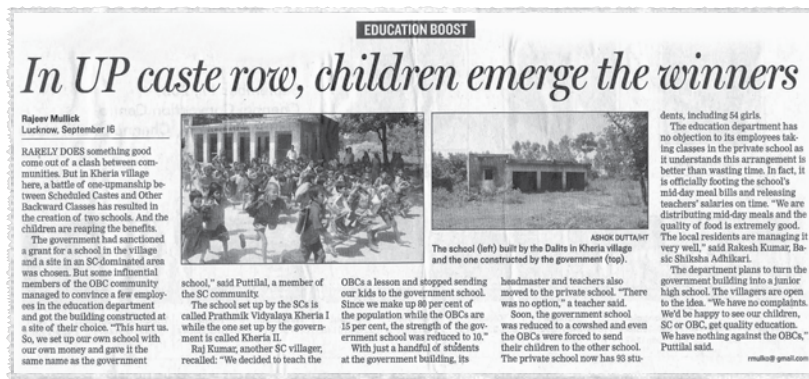 EDUCATION BOOST
In UP caste row, children emerge the winners
Rajeev Mullick
Lucknow, September 16
RARELY DOES something good
come out of a clash between com-
munities. But in Kheria village
here, a battle of one-upmanship be-
tween Scheduled Castes and Other
Backward Classes has resulted in
the creation of two schools. And the
children are reaping the benefits.
The government had sanctioned
a grant for a school in the village
and a site in an SC-dominated area
was chosen. But some influential
members of the OBC community
managed to convince a few employ-
ees in the education department
and got the building constructed at
a site of their choice. “This hurt us.
So, we set up our own school with
our own money and gave it the
same name as the government
school,” said Puttilal, a member of
the SC community.
The school set up by the SCs is
called Prathmik Vidyalaya Kheria I
while the one set up by the govern-
ment is called Kheria II.
Raj Kumar, another SC villager,
recalled: “We decided to teach the
OBCs a lesson and stopped sending
our kids to the government school.
Since we make up 80 per cent of
the population while the OBCs are
15 per cent, the strength of the gov-
ernment school was reduced to 10.”
With just a handful of students
at the government building, its
ASHOK DUTTA/HT
The school (left) built by the Dalits in Kheria village
and the one constructed by the government (top).
headmaster and teachers also
moved to the private school. “There
was no option,” a teacher said.
Soon, the government school
was reduced to a cowshed and even
the OBCs were forced to send
their children to the other school.
The private school now has 93 stu-
dents, including 54 girls.
The education department has
no objection to its employees tak-
ing classes in the private school as
it understands this arrangement is
better than wasting time. In fact, it
is officially footing the school’s
mid-day meal bills and releasing
teachers’ salaries on time. “We are
distributing mid-day meals and the
quality of food is extremely good.
The local residents are managing it
very well,” said Rakesh Kumar, Ba-
sic Shiksha Adhikari.
The department plans to turn the
government building into a junior
high school. The villagers are open
to the idea. “We have no complaints.
We’d be happy to see our children,
SC or OBC, get quality education.
We have nothing against the OBCs,”
Puttilal said.
rmulko@gmail.com